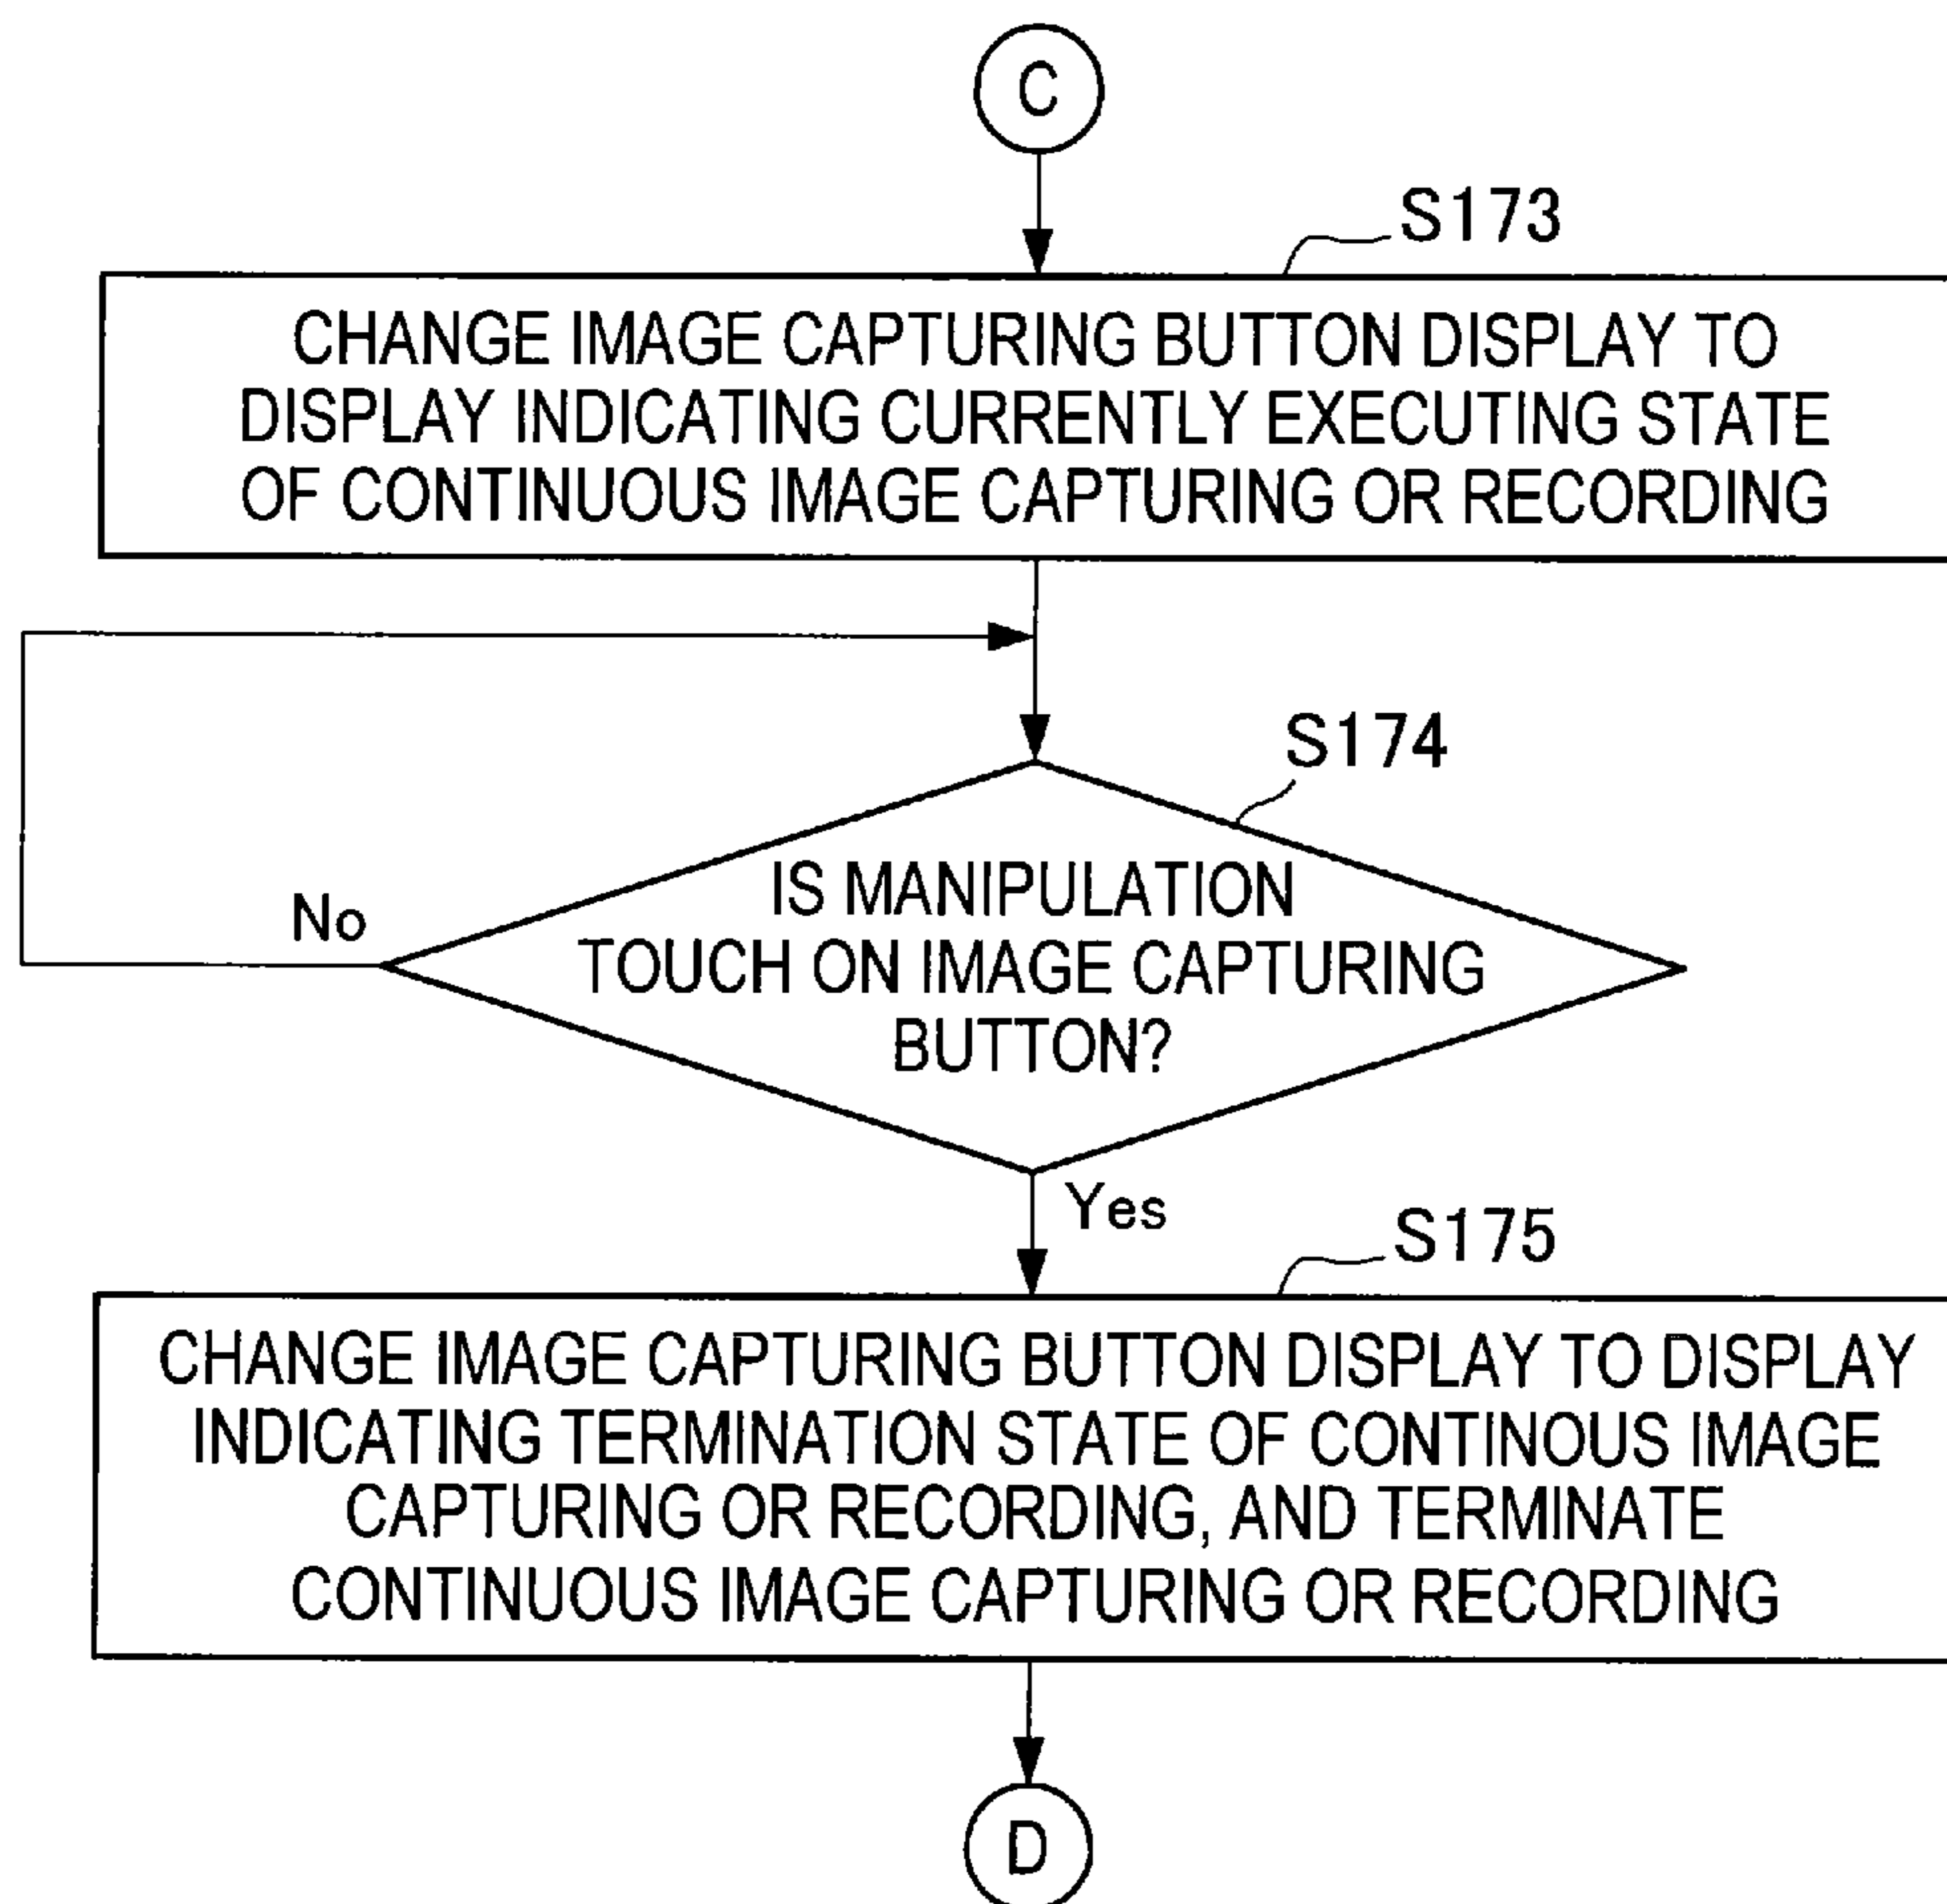 C
S173
CHANGE IMAGE CAPTURING BUTTON DISPLAY TO
DISPLAY INDICATING CURRENTLY EXECUTING STATE
OF CONTINUOUS IMAGE CAPTURING OR RECORDING
S174
IS MANIPULATION
TOUCH ON IMAGE CAPTURING
BUTTON?
No
Yes
S175
CHANGE IMAGE CAPTURING BUTTON DISPLAY TO DISPLAY
INDICATING TERMINATION STATE OF CONTINOUS IMAGE
CAPTURING OR RECORDING, AND TERMINATE
CONTINUOUS IMAGE CAPTURING OR RECORDING
D